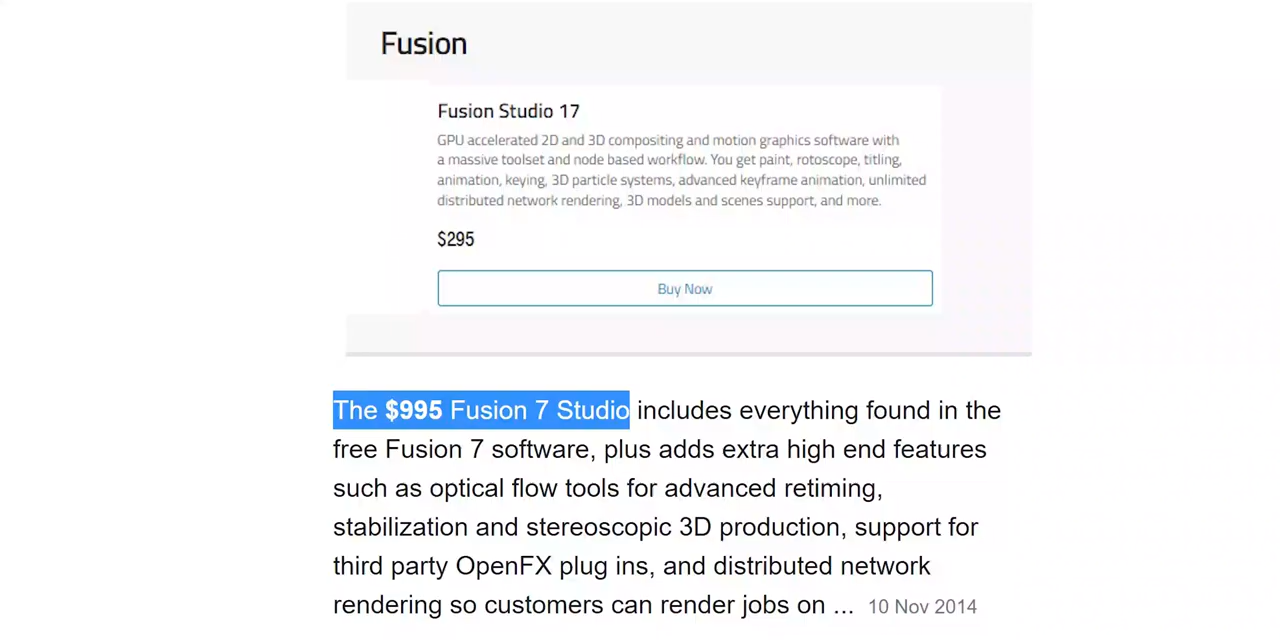 Fusion
Fusion Studio 17
GPU accelerated 2D and 3D compositing and motion graphics software with
a massive toolset and node based workflow. You get paint, rotoscope, titling,
animation, keying, 3D particle systems, advanced keyframe animation, unlimited
distributed network rendering, 3D models and scenes support, and more.
$295
Buy Now
The $995 Fusion 7 Studio includes everything found in the
free Fusion 7 software, plus adds extra high end features
such as optical flow tools for advanced retiming,
stabilization and stereoscopic 3D production, support for
third party OpenFX plug ins, and distributed network
rendering so customers can render jobs on ... 10 Nov 2014